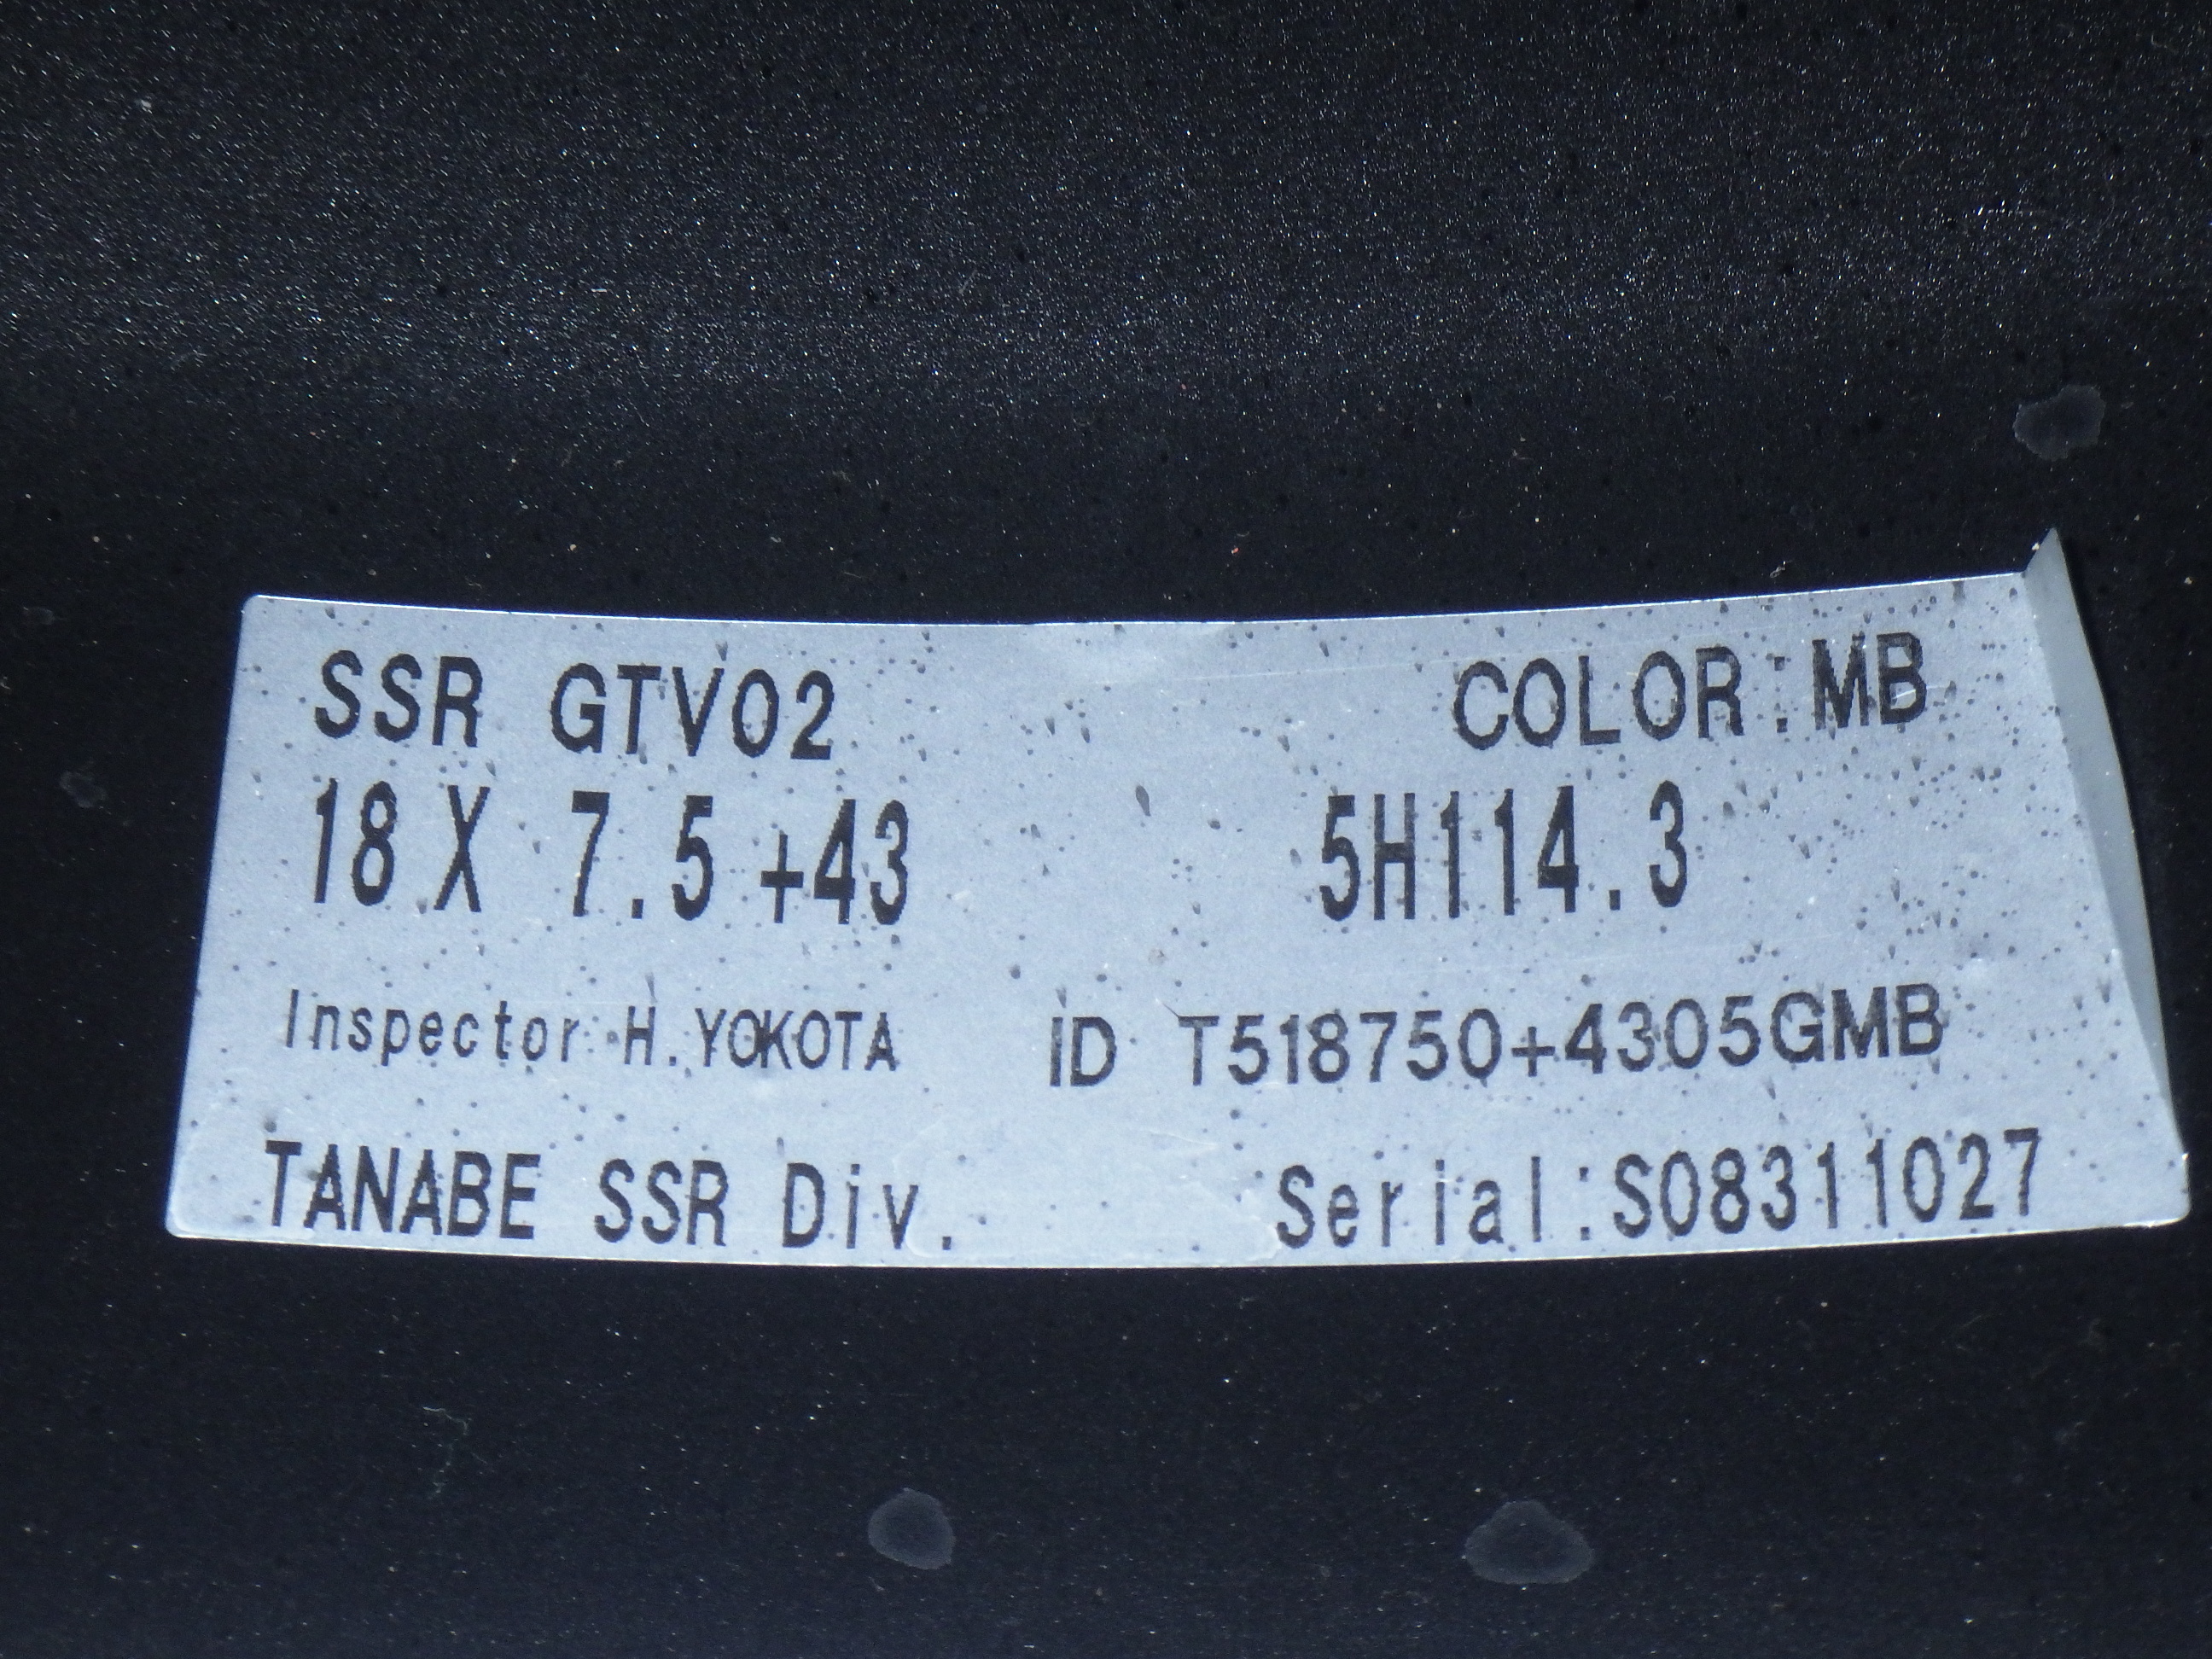 SSR GTV02 COLOR:MB
18 X 7.5 +43 5H114.3
Inspector H.YOKOTA ID T518750+4305GMB
TANABE SSR Div. Serial:S08311027